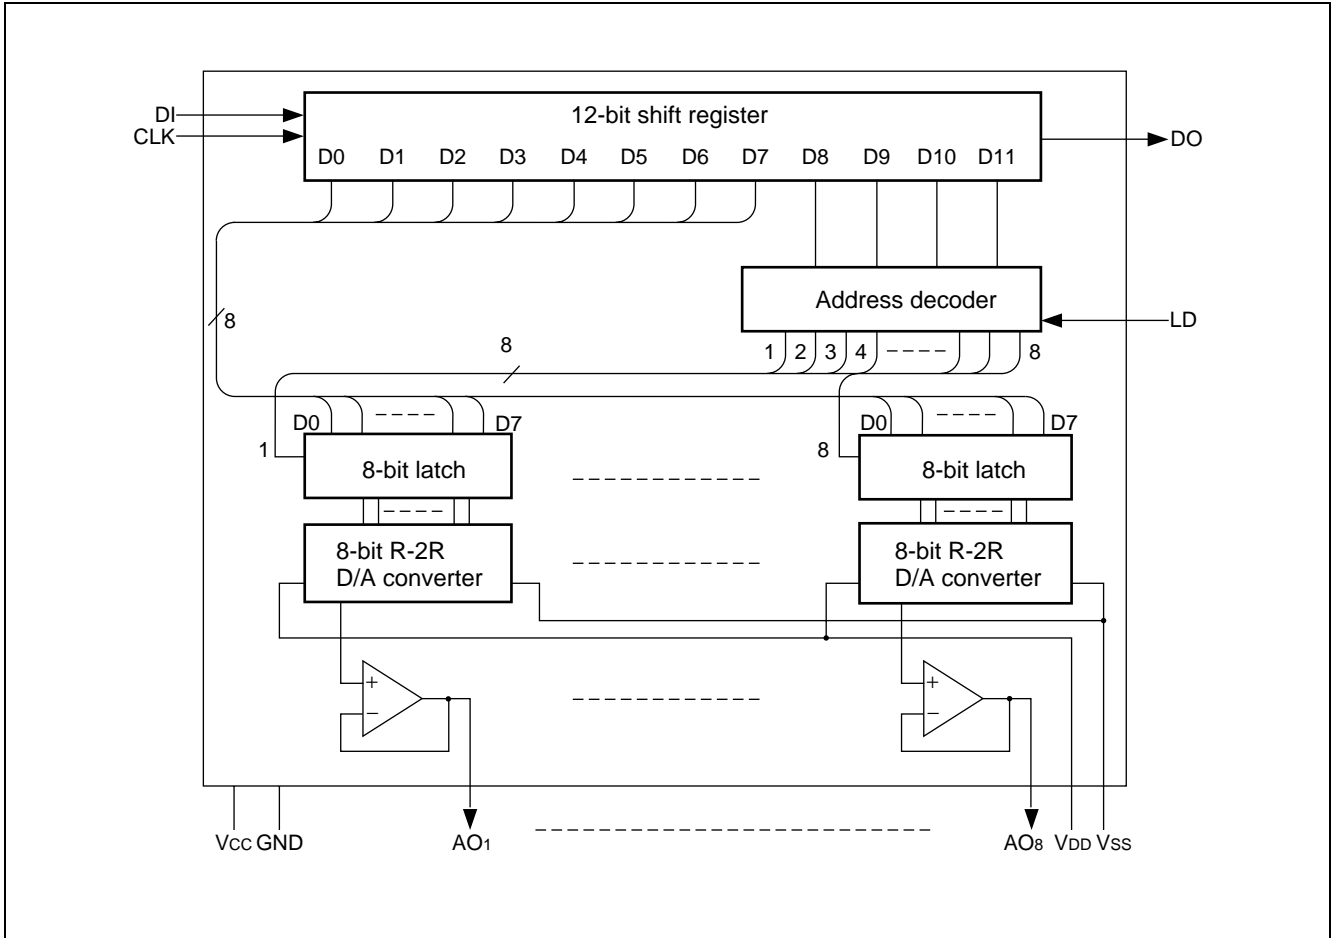 12-bit shift register
DI
CLK
DO
D0 D1 D2 D3 D4 D5 D6 D7 D8 D9 D10 D11
Address decoder
LD
8
8
1 2 3 4 8
D0 D7
D0 D7
1
8
8-bit latch
8-bit latch
8-bit R-2R
D/A converter
8-bit R-2R
D/A converter
+
−
+
−
VCC GND AO1 AO8 VDD VSS